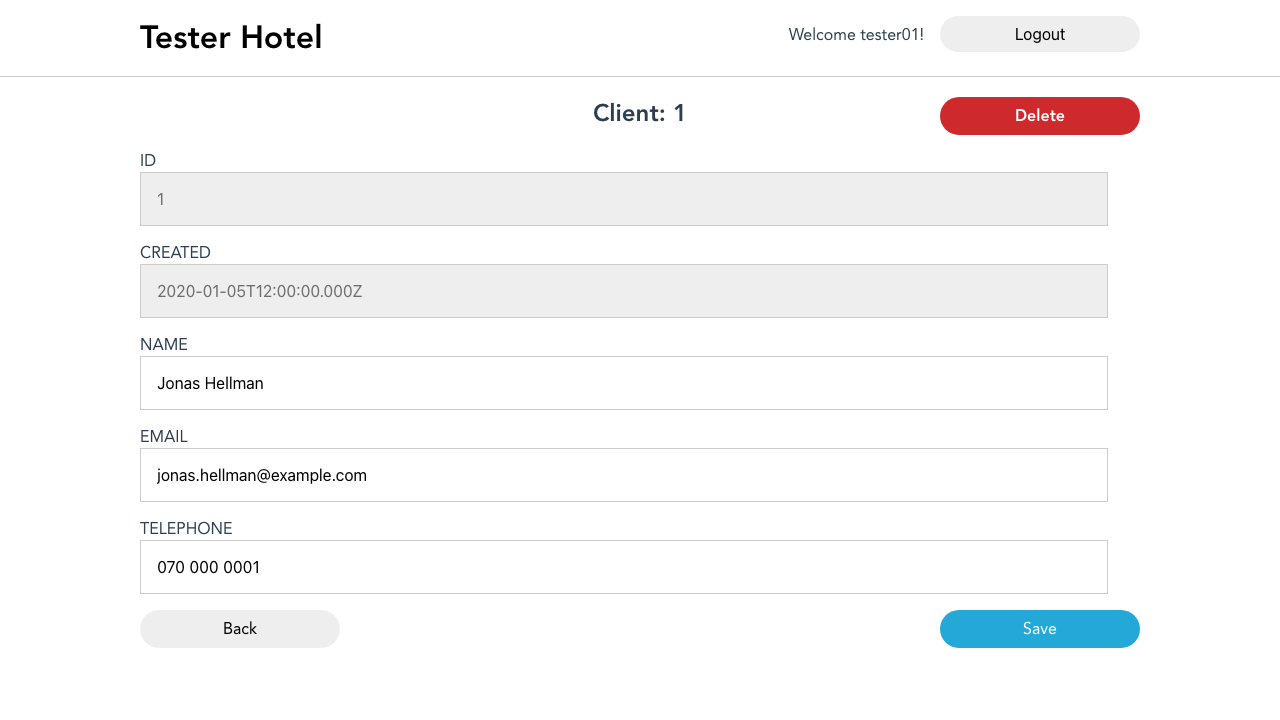 Tester Hotel
Welcome tester01!
Logout
Client: 1
Delete
ID
1
CREATED
2020-01-05T12:00:00.000Z
NAME
Jonas Hellman
EMAIL
jonas.hellman@example.com
TELEPHONE
070 000 0001
Back
Save